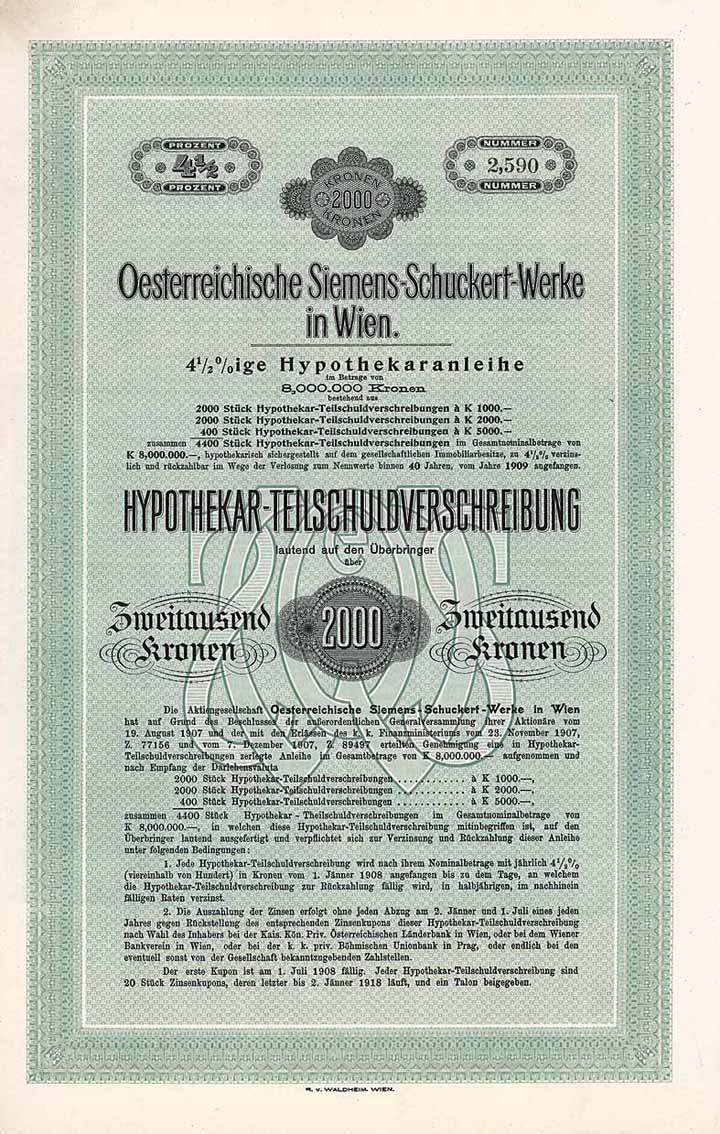 PROZENT
4½
PROZENT
NUMMER
2,590
NUMMER
KRONEN
2000
KRONEN
Oesterreichische Siemens-Schuckert-Werke
in Wien.
4½%ige Hypothekaranleihe
im Betrage von
8,000.000 Kronen
bestehend aus
2000 Stück Hypothekar-Teilschuldverschreibungen à K 1000.—
2000 Stück Hypothekar-Teilschuldverschreibungen à K 2000.—
400 Stück Hypothekar-Teilschuldverschreibungen à K 5000.—
zusammen 4400 Stück Hypothekar-Teilschuldverschreibungen im Gesamtnominalbetrage von
K 8,000.000.—, hypothekarisch sichergestellt auf dem gesellschaftlichen Immobiliarbesitze, zu 4½% verzins-
lich und rückzahlbar im Wege der Verlosung zum Nennwerte binnen 40 Jahren, vom Jahre 1909 angefangen.
HYPOTHEKAR-TEILSCHULDVERSCHREIBUNG
lautend auf den Überbringer
über
Zweitausend
Kronen
2000
Zweitausend
Kronen
Die Aktiengesellschaft Oesterreichische Siemens-Schuckert-Werke in Wien
hat auf Grund des Beschlusses der außerordentlichen Generalversammlung ihrer Aktionäre vom
19. August 1907 und der mit den Erlässen des k. k. Finanzministeriums vom 23. November 1907,
Z. 77156 und vom 7. Dezember 1907, Z. 89497 erteilten Genehmigung eine in Hypothekar-
Teilschuldverschreibungen zerlegte Anleihe im Gesamtbetrage von K 8,000.000.— aufgenommen und
nach Empfang der Darlehensvaluta
2000 Stück Hypothekar-Teilschuldverschreibungen ............ à K 1000.—,
2000 Stück Hypothekar-Teilschuldverschreibungen ............ à K 2000.—,
400 Stück Hypothekar-Teilschuldverschreibungen ............ à K 5000.—,
zusammen 4400 Stück Hypothekar-Theilschuldverschreibungen im Gesamtnominalbetrage von
K 8,000.000.—, in welchen diese Hypothekar-Teilschuldverschreibung mitinbegriffen ist, auf den
Überbringer lautend ausgefertigt und verpflichtet sich zur Verzinsung und Rückzahlung dieser Anleihe
unter folgenden Bedingungen:
1. Jede Hypothekar-Teilschuldverschreibung wird nach ihrem Nominalbetrage mit jährlich 4½%
(viereinhalb von Hundert) in Kronen vom 1. Jänner 1908 angefangen bis zu dem Tage, an welchem
die Hypothekar-Teilschuldverschreibung zur Rückzahlung fällig wird, in halbjährigen, im nachhinein
fälligen Raten verzinst.
2. Die Auszahlung der Zinsen erfolgt ohne jeden Abzug am 2. Jänner und 1. Juli eines jeden
Jahres gegen Rückstellung des entsprechenden Zinsenkupons dieser Hypothekar-Teilschuldverschreibung
nach Wahl des Inhabers bei der Kais. Kön. Priv. Österreichischen Länderbank in Wien, oder bei dem Wiener
Bankverein in Wien, oder bei der k. k. priv. Böhmischen Unionbank in Prag, oder endlich bei den
eventuell sonst von der Gesellschaft bekanntzugebenden Zahlstellen.
Der erste Kupon ist am 1. Juli 1908 fällig. Jeder Hypothekar-Teilschuldverschreibung sind
20 Stück Zinsenkupons, deren letzter bis 2. Jänner 1918 läuft, und ein Talon beigegeben.
R. v. WALDHEIM, WIEN.